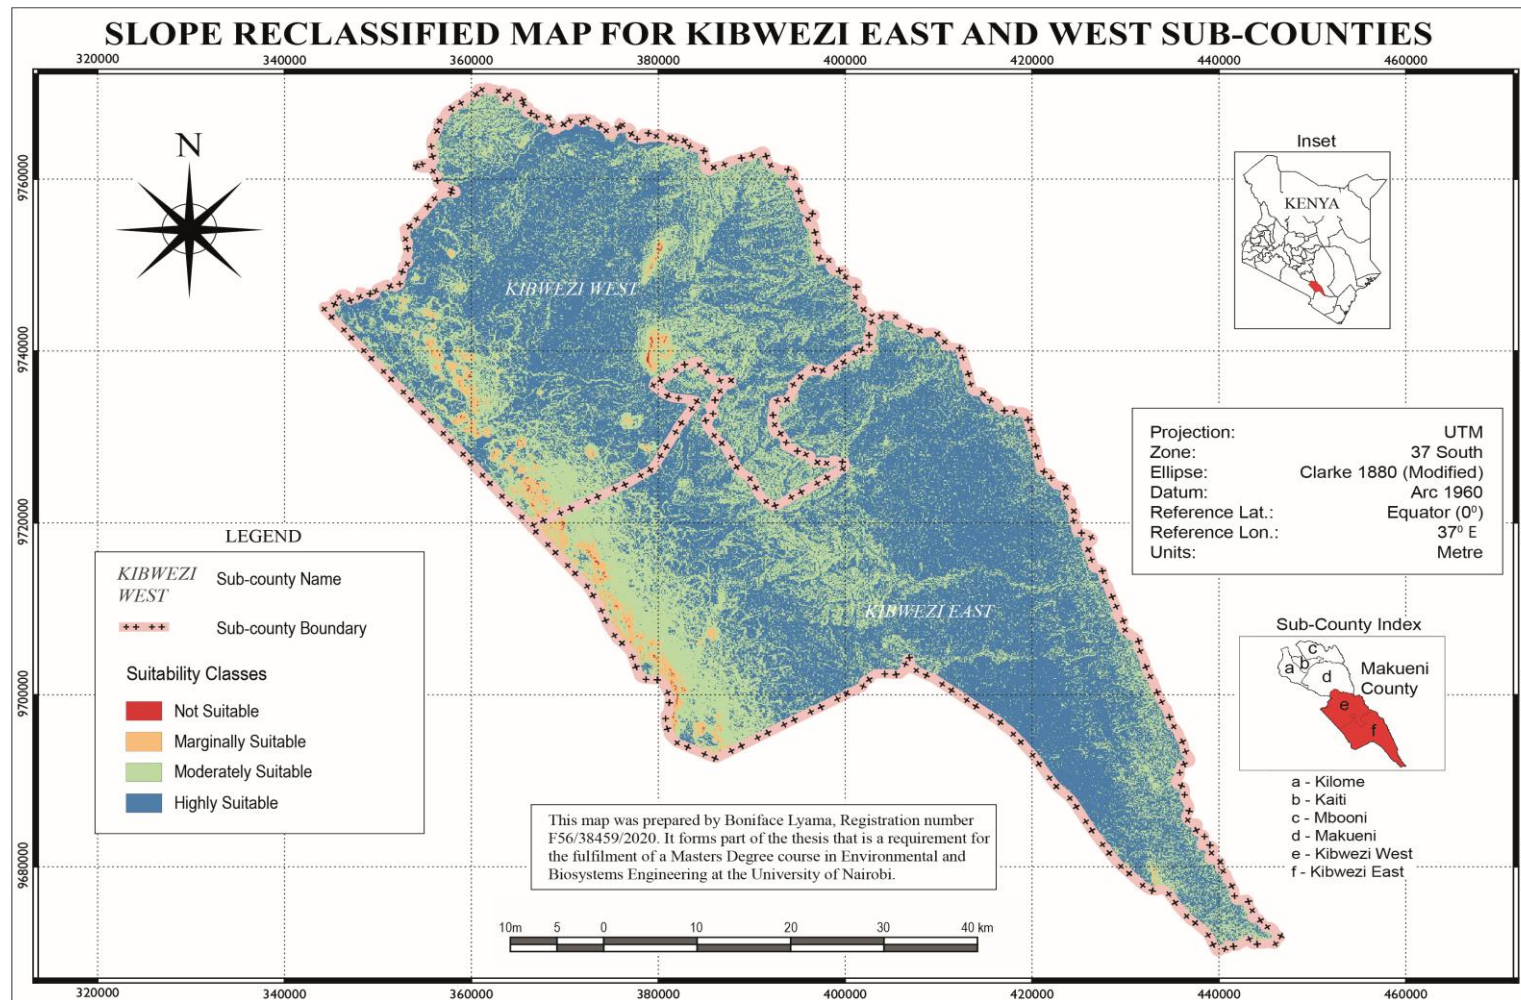 SLOPE RECLASSIFIED MAP FOR KIBWEZI EAST AND WEST SUB-COUNTIES
320000 340000 360000 380000 400000 420000 440000 460000
9760000
9740000
9720000
9700000
9680000
N
KIBWEZI WEST
KIBWEZI EAST
Inset
KENYA
Projection: UTM
Zone: 37 South
Ellipse: Clarke 1880 (Modified)
Datum: Arc 1960
Reference Lat.: Equator (0⁰)
Reference Lon.: 37⁰ E
Units: Metre
LEGEND
KIBWEZI
WEST
Sub-county Name
Sub-county Boundary
Suitability Classes
Not Suitable
Marginally Suitable
Moderately Suitable
Highly Suitable
Sub-County Index
c
b
a
d
e
f
Makueni
County
a - Kilome
b - Kaiti
c - Mbooni
d - Makueni
e - Kibwezi West
f - Kibwezi East
This map was prepared by Boniface Lyama, Registration number
F56/38459/2020. It forms part of the thesis that is a requirement for
the fulfilment of a Masters Degree course in Environmental and
Biosystems Engineering at the University of Nairobi.
10m 5 0 10 20 30 40 km
9760000
9740000
9720000
9700000
9680000
320000 340000 360000 380000 400000 420000 440000 460000